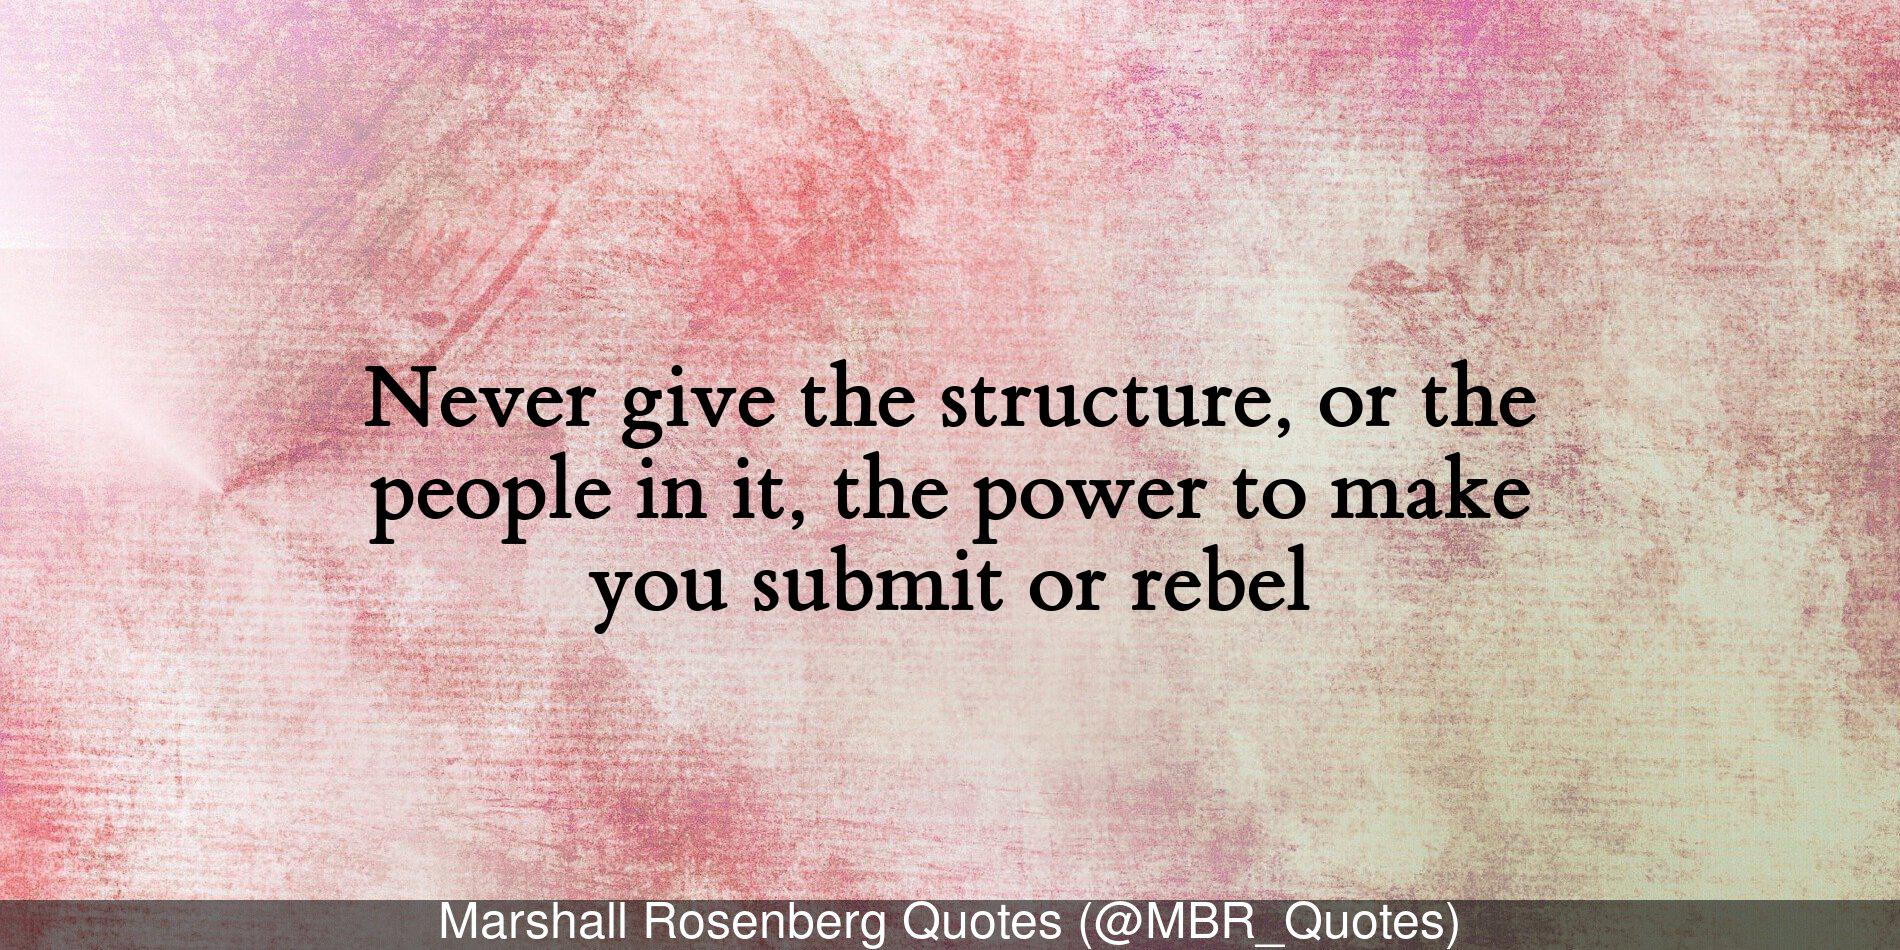 Never give the structure, or the
people in it, the power to make
you submit or rebel
Marshall Rosenberg Quotes (@MBR_Quotes)